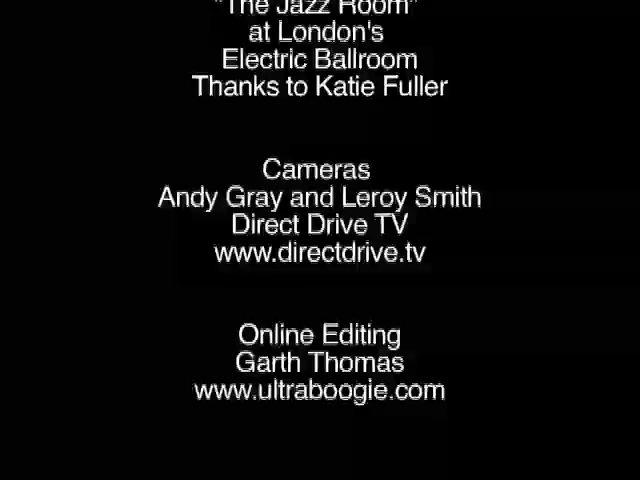 "The Jazz Room"
at London's
Electric Ballroom
Thanks to Katie Fuller
Cameras
Andy Gray and Leroy Smith
Direct Drive TV
www.directdrive.tv
Online Editing
Garth Thomas
www.ultraboogie.com